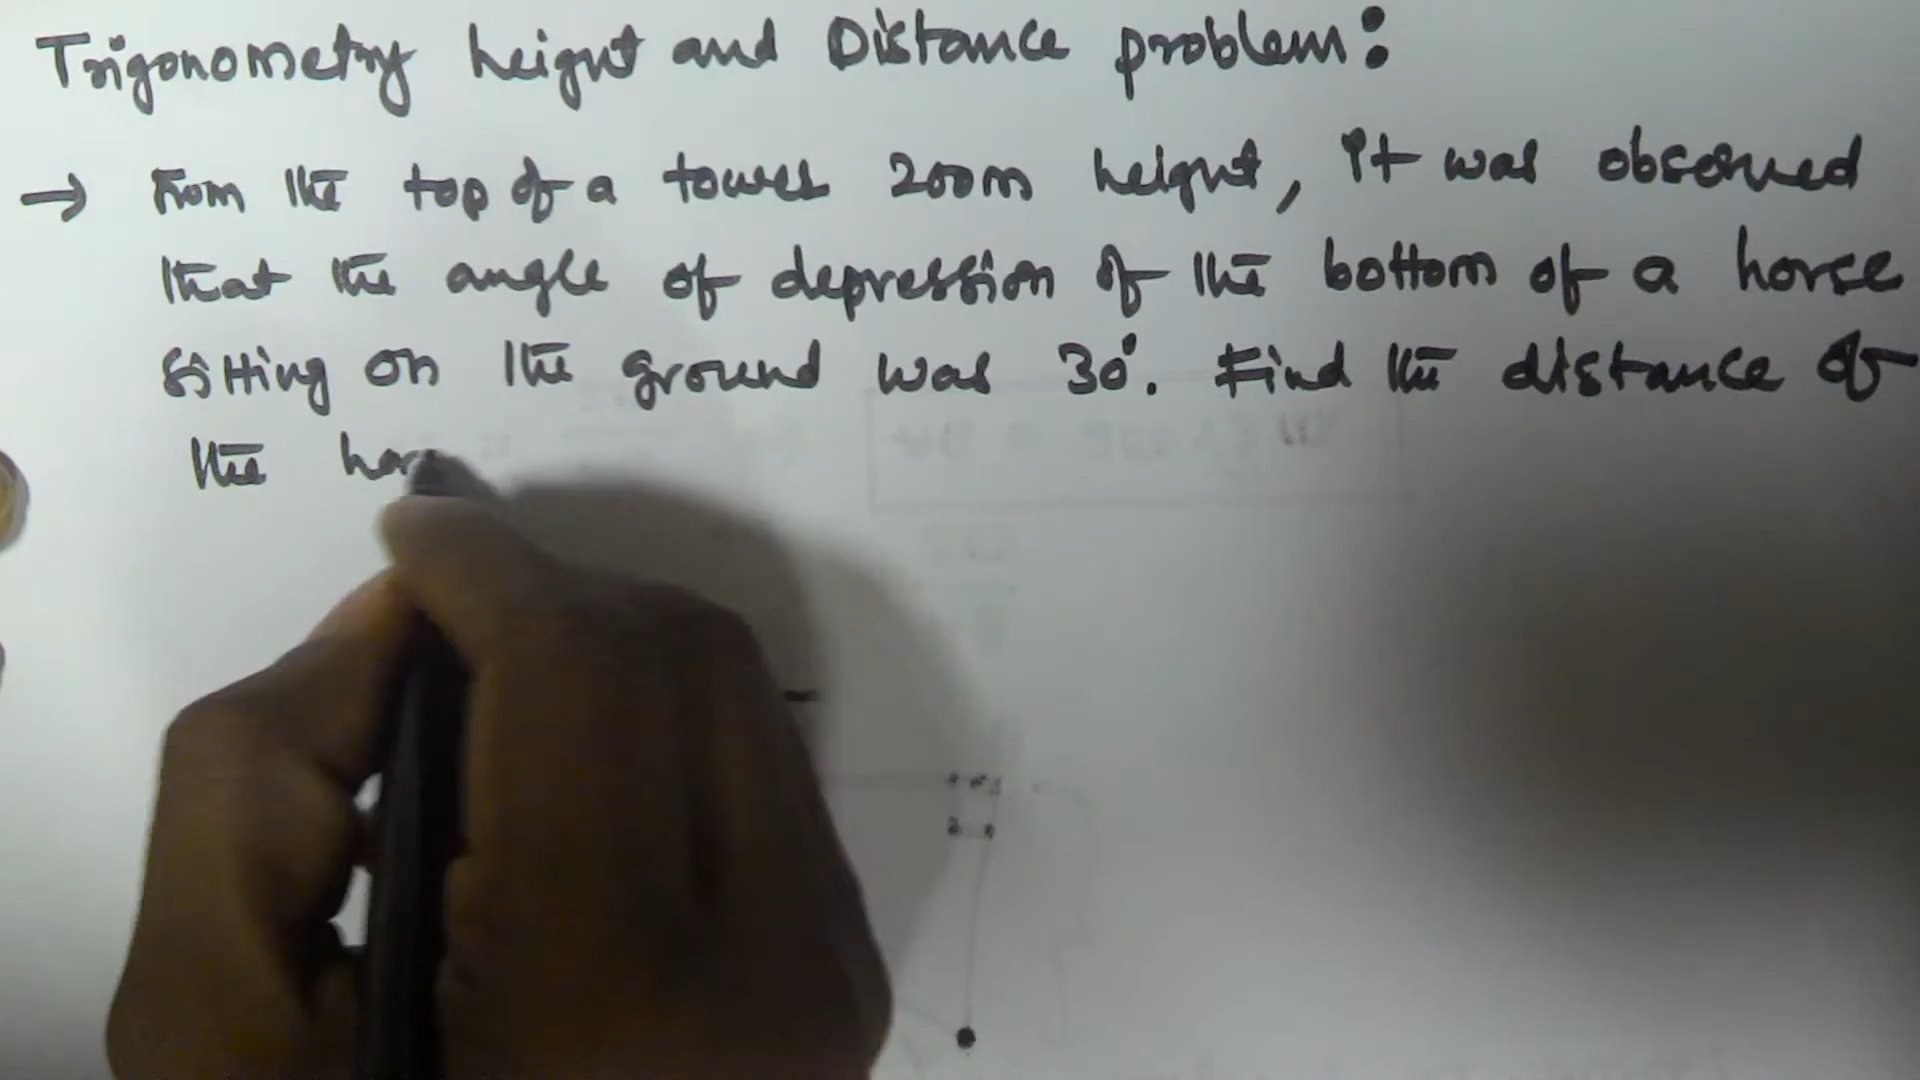 Trigonometry height and Distance problem:
→ From the top of a tower 200m height, it was observed
that the angle of depression of the bottom of a horse
sitting on the ground was 30°. Find the distance of
the